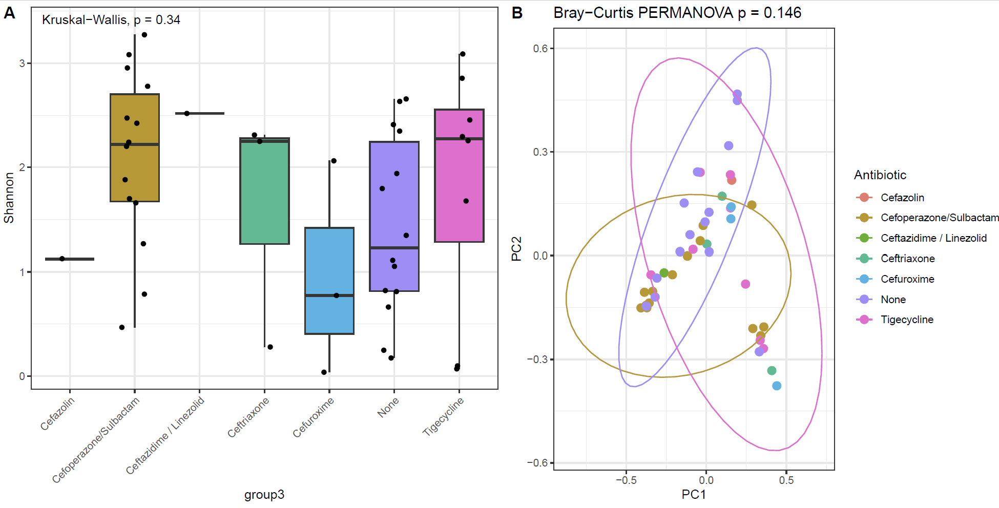 A
Kruskal−Wallis, p = 0.34
Shannon
3
2
1
0
Cefazolin
Cefoperazone/Sulbactam
Ceftazidime / Linezolid
Ceftriaxone
Cefuroxime
None
Tigecycline
group3
B
Bray−Curtis PERMANOVA p = 0.146
PC2
0.6
0.3
0.0
−0.3
−0.6
−0.5
0.0
0.5
PC1
Antibiotic
Cefazolin
Cefoperazone/Sulbactam
Ceftazidime / Linezolid
Ceftriaxone
Cefuroxime
None
Tigecycline